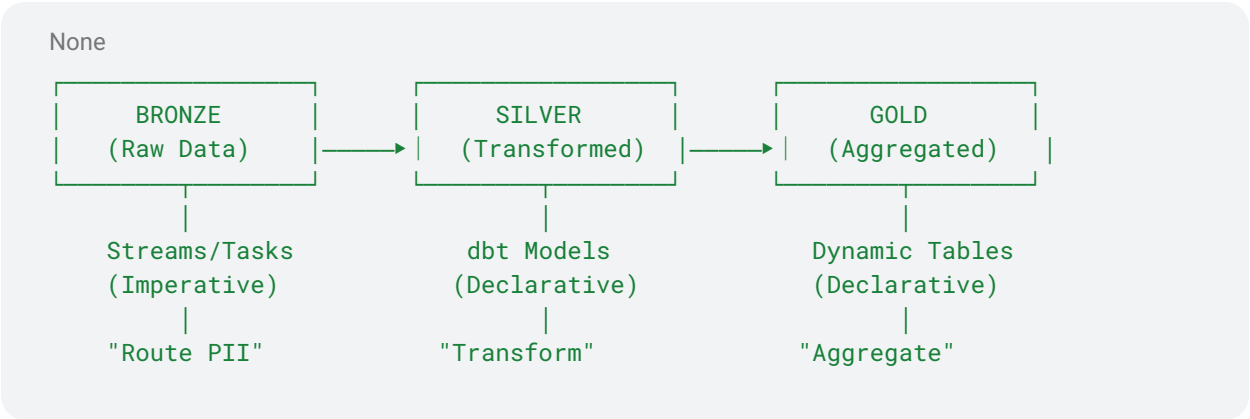 None
BRONZE SILVER GOLD
(Raw Data) (Transformed) (Aggregated)
Streams/Tasks dbt Models Dynamic Tables
(Imperative) (Declarative) (Declarative)
"Route PII" "Transform" "Aggregate"